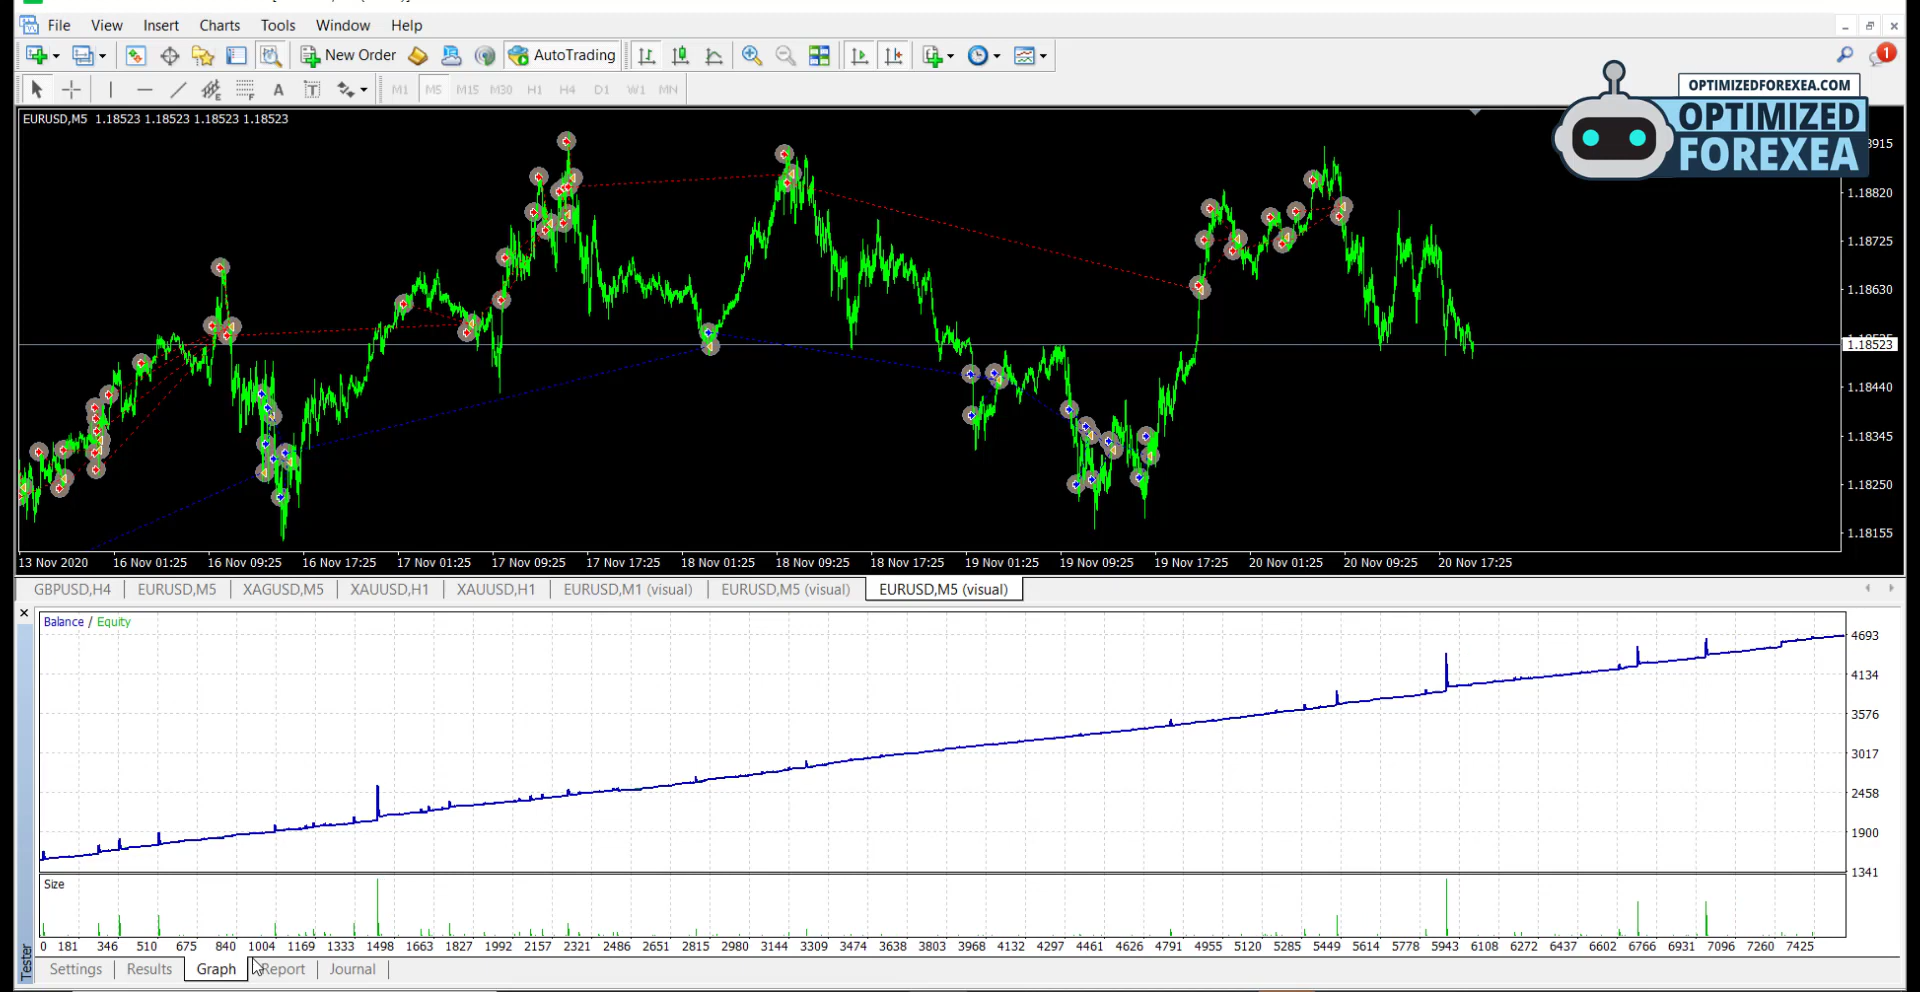 File View Insert Charts Tools Window Help
New Order AutoTrading 1
A T M1 M5 M15 M30 H1 H4 D1 W1 MN
OPTIMIZEDFOREXEA.COM
OPTIMIZED
FOREXEA
EURUSD,M5 1.18523 1.18523 1.18523 1.18523
3915
1.18820
1.18725
1.18630
1.18523
1.18440
1.18345
1.18250
1.18155
13 Nov 2020 16 Nov 01:25 16 Nov 09:25 16 Nov 17:25 17 Nov 01:25 17 Nov 09:25 17 Nov 17:25 18 Nov 01:25 18 Nov 09:25 18 Nov 17:25 19 Nov 01:25 19 Nov 09:25 19 Nov 17:25 20 Nov 01:25 20 Nov 09:25 20 Nov 17:25
GBPUSD,H4 EURUSD,M5 XAGUSD,M5 XAUUSD,H1 XAUUSD,H1 EURUSD,M1 (visual) EURUSD,M5 (visual) EURUSD,M5 (visual)
Balance / Equity
4693
4134
3576
3017
2458
1900
1341
Size
0 181 346 510 675 840 1004 1169 1333 1498 1663 1827 1992 2157 2321 2486 2651 2815 2980 3144 3309 3474 3638 3803 3968 4132 4297 4461 4626 4791 4955 5120 5285 5449 5614 5778 5943 6108 6272 6437 6602 6766 6931 7096 7260 7425
Tester
Settings Results Graph Report Journal